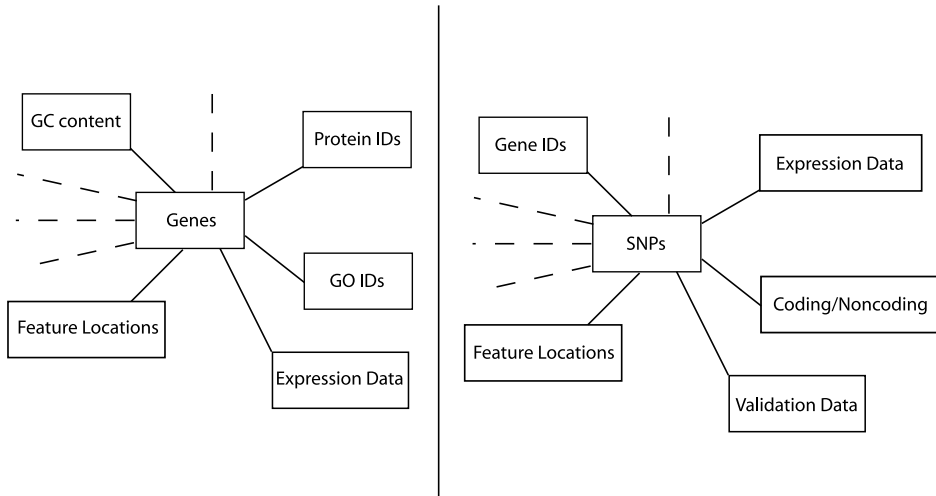 GC content
Protein IDs
Genes
GO IDs
Feature Locations
Expression Data
Gene IDs
Expression Data
SNPs
Coding/Noncoding
Feature Locations
Validation Data